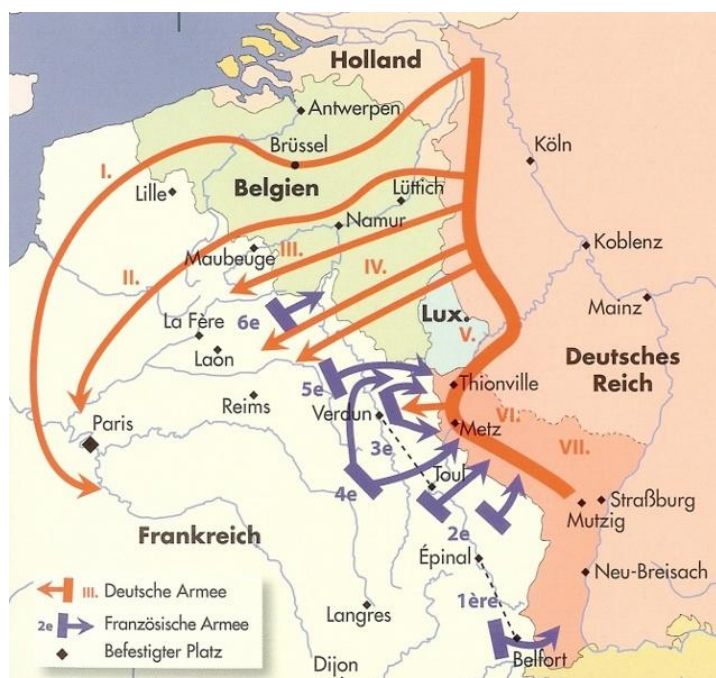 Holland
Antwerpen
Köln
Brüssel
I.
Lille
Belgien
Lüttich
Namur
Koblenz
Maubeuge
III.
II.
IV.
Mainz
La Fère
6e
Lux.
V.
Laon
Deutsches
Reich
Thionville
5e
Reims
Verdun
VI.
Paris
Metz
3e
VII.
4e
Toul
Straßburg
Mutzig
Frankreich
2e
Épinal
Neu-Breisach
III. Deutsche Armee
1ère
2e Französische Armee
Langres
Befestigter Platz
Belfort
Dijon